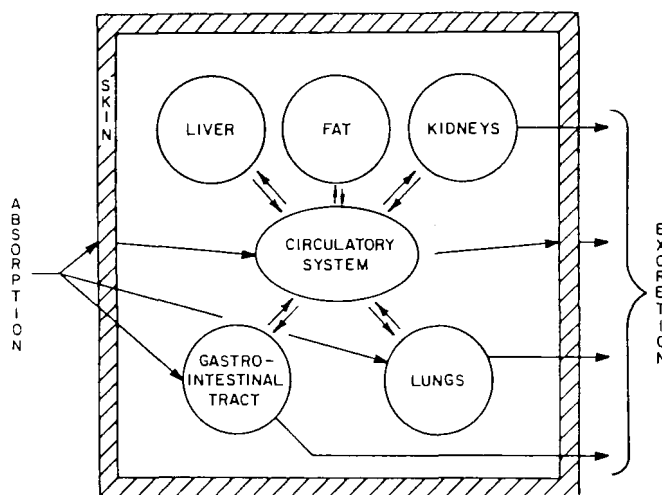 SKIN
LIVER
FAT
KIDNEYS
ABSORPTION
CIRCULATORY
SYSTEM
EXCRETION
GASTRO-
INTESTINAL
TRACT
LUNGS